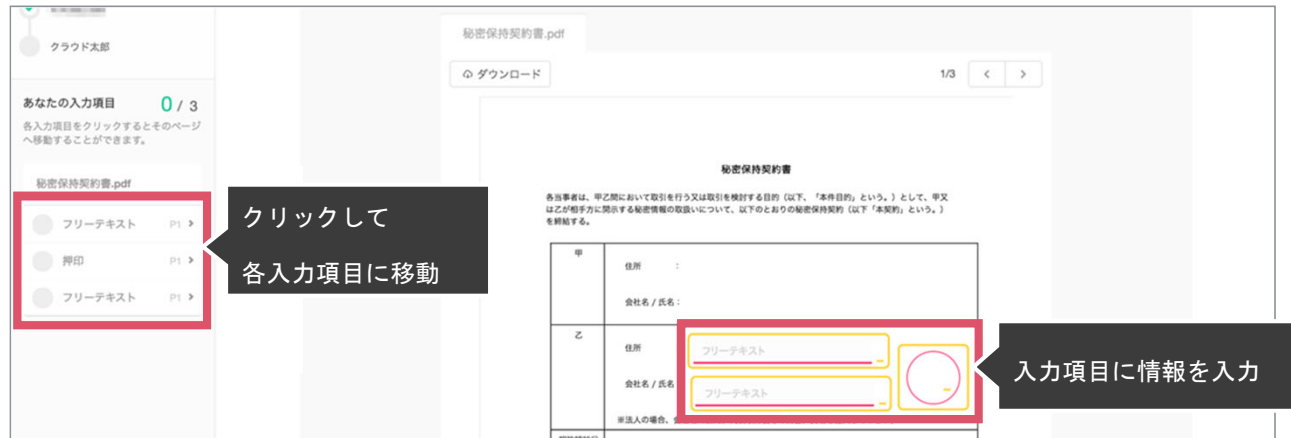 クラウド太郎
あなたの入力項目 0 / 3
各入力項目をクリックするとそのページ
へ移動することができます。
秘密保持契約書.pdf
フリーテキスト P1
押印 P1
フリーテキスト P1
クリックして
各入力項目に移動
秘密保持契約書.pdf
ダウンロード
1/3
秘密保持契約書
各当事者は、甲乙間において取引を行う又は取引を検討する目的（以下、「本件目的」という。）として、甲又
は乙が相手方に開示する秘密情報の取扱いについて、以下のとおりの秘密保持契約（以下「本契約」という。）
を締結する。
甲
住所 ：
会社名 / 氏名：
乙
住所
フリーテキスト
会社名 / 氏名
フリーテキスト
※法人の場合、
入力項目に情報を入力